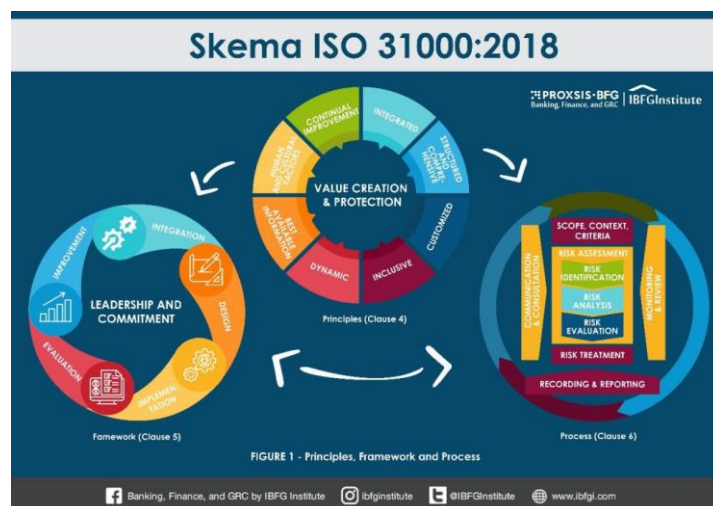 Skema ISO 31000:2018
PROXSIS•BFG
Banking, Finance, and GRC
IBFGInstitute
CONTINUAL
IMPROVEMENT
INTEGRATED
STRUCTURED
AND
COMPRE-
HENSIVE
CUSTOMIZED
INCLUSIVE
DYNAMIC
BEST
AVAILABLE
INFORMATION
HUMAN
AND CULTURAL
FACTORS
VALUE CREATION
& PROTECTION
Principles (Clause 4)
INTEGRATION
DESIGN
IMPLEMEN-
TATION
EVALUATION
IMPROVEMENT
LEADERSHIP AND
COMMITMENT
Famework (Clause 5)
SCOPE, CONTEXT,
CRITERIA
COMMUNICATION
& CONSULTATION
RISK ASSESSMENT
RISK
IDENTIFICATION
RISK
ANALYSIS
RISK
EVALUATION
MONITORING
& REVIEW
RISK TREATMENT
RECORDING & REPORTING
Process (Clause 6)
FIGURE 1 - Principles, Framework and Process
Banking, Finance, and GRC by IBFG Institute
ibfginstitute
@IBFGInstitute
www.ibfgi.com